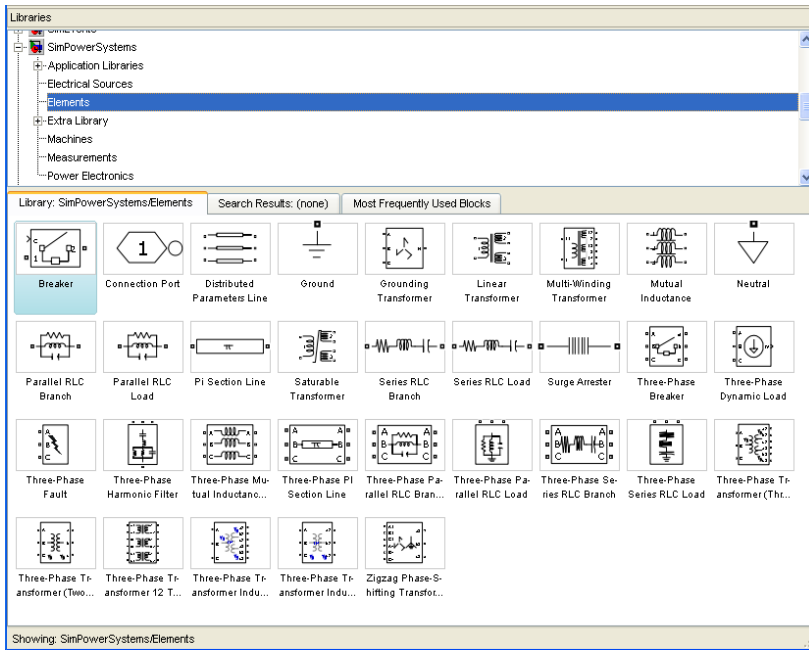 Libraries
SimEvents
SimPowerSystems
Application Libraries
Electrical Sources
Elements
Extra Library
Machines
Measurements
Power Electronics
Library: SimPowerSystems/Elements Search Results: (none) Most Frequently Used Blocks
Breaker Connection Port Distributed Ground Grounding Linear Multi-Winding Mutual Neutral
Parameters Line Transformer Transformer Transformer Inductance
Parallel RLC Parallel RLC Pi Section Line Saturable Series RLC Series RLC Load Surge Arrester Three-Phase Three-Phase
Branch Load Transformer Branch Breaker Dynamic Load
Three-Phase Three-Phase Three-Phase Mu- Three-Phase PI Three-Phase Pa- Three-Phase Pa- Three-Phase Se- Three-Phase Three-Phase Tr-
Fault Harmonic Filter tual Inductanc... Section Line rallel RLC Bran... rallel RLC Load ries RLC Branch Series RLC Load ansformer (Thr...
Three-Phase Tr- Three-Phase Tr- Three-Phase Tr- Three-Phase Tr- Zigzag Phase-S-
ansformer (Two... ansformer 12 T... ansformer Indu... ansformer Indu... hifting Transfor...
Showing: SimPowerSystems/Elements